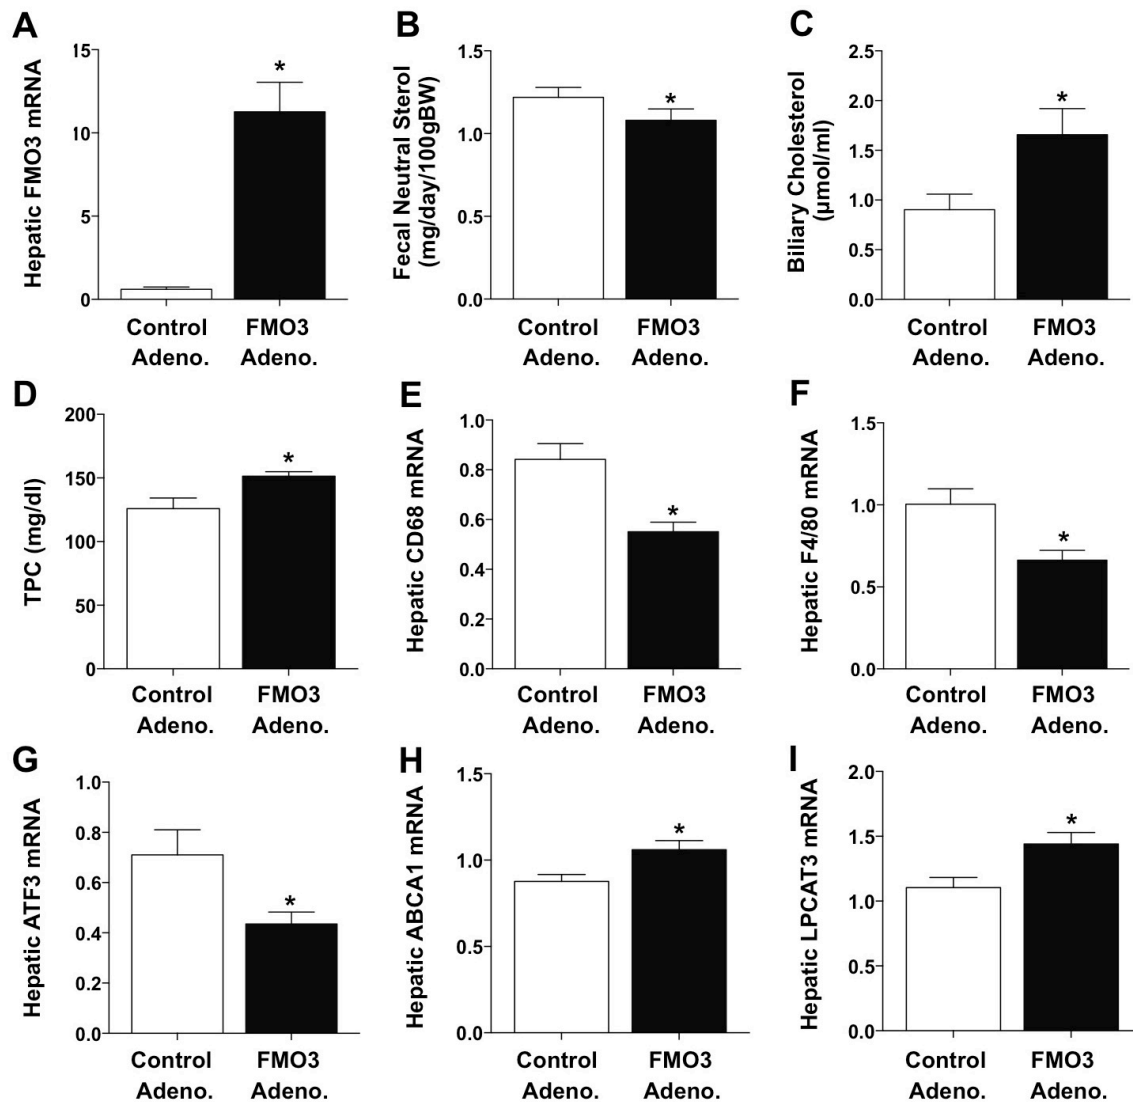 A
Hepatic FMO3 mRNA
15
10
5
0
*
Control
Adeno.
FMO3
Adeno.
B
Fecal Neutral Sterol
(mg/day/100gBW)
1.5
1.0
0.5
0.0
*
Control
Adeno.
FMO3
Adeno.
C
Biliary Cholesterol
(µmol/ml)
2.5
2.0
1.5
1.0
0.5
0.0
*
Control
Adeno.
FMO3
Adeno.
D
TPC (mg/dl)
200
150
100
50
0
*
Control
Adeno.
FMO3
Adeno.
E
Hepatic CD68 mRNA
1.0
0.8
0.6
0.4
0.2
0.0
*
Control
Adeno.
FMO3
Adeno.
F
Hepatic F4/80 mRNA
1.5
1.0
0.5
0.0
*
Control
Adeno.
FMO3
Adeno.
G
Hepatic ATF3 mRNA
1.0
0.8
0.6
0.4
0.2
0.0
*
Control
Adeno.
FMO3
Adeno.
H
Hepatic ABCA1 mRNA
1.5
1.0
0.5
0.0
*
Control
Adeno.
FMO3
Adeno.
I
Hepatic LPCAT3 mRNA
2.0
1.5
1.0
0.5
0.0
*
Control
Adeno.
FMO3
Adeno.